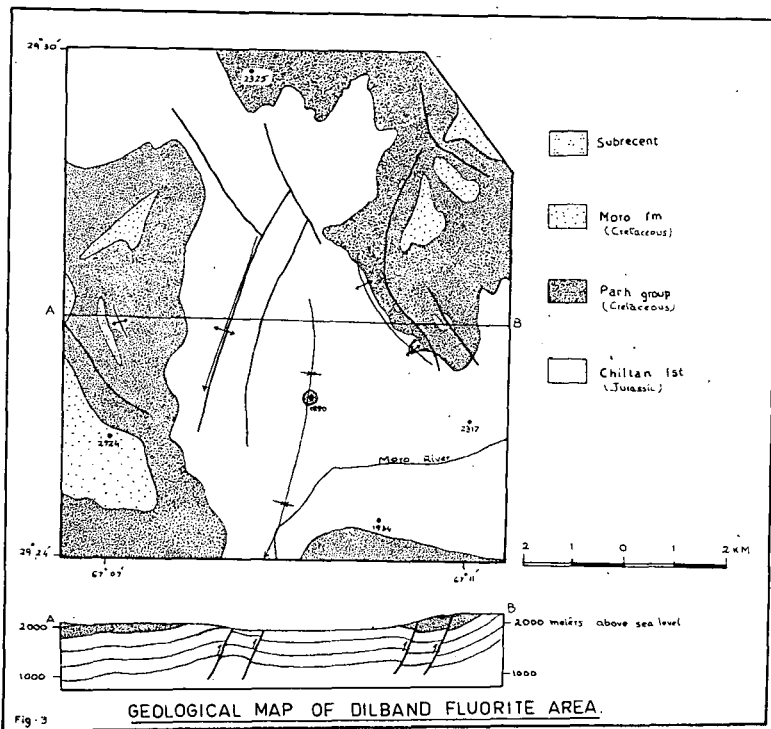 29° 30'
2325
Subrecent
Moro fm
(Cretaceous)
Parh group
(Cretaceous)
Chiltan lst
(Jurassic)
A
B
1890
2724
2317
Moro River
1934
29° 24'
67° 07'
67° 11'
2 1 0 1 2 KM
A
B
2000
2000 meters above sea level
1000
1000
GEOLOGICAL MAP OF DILBAND FLUORITE AREA.
Fig - 3